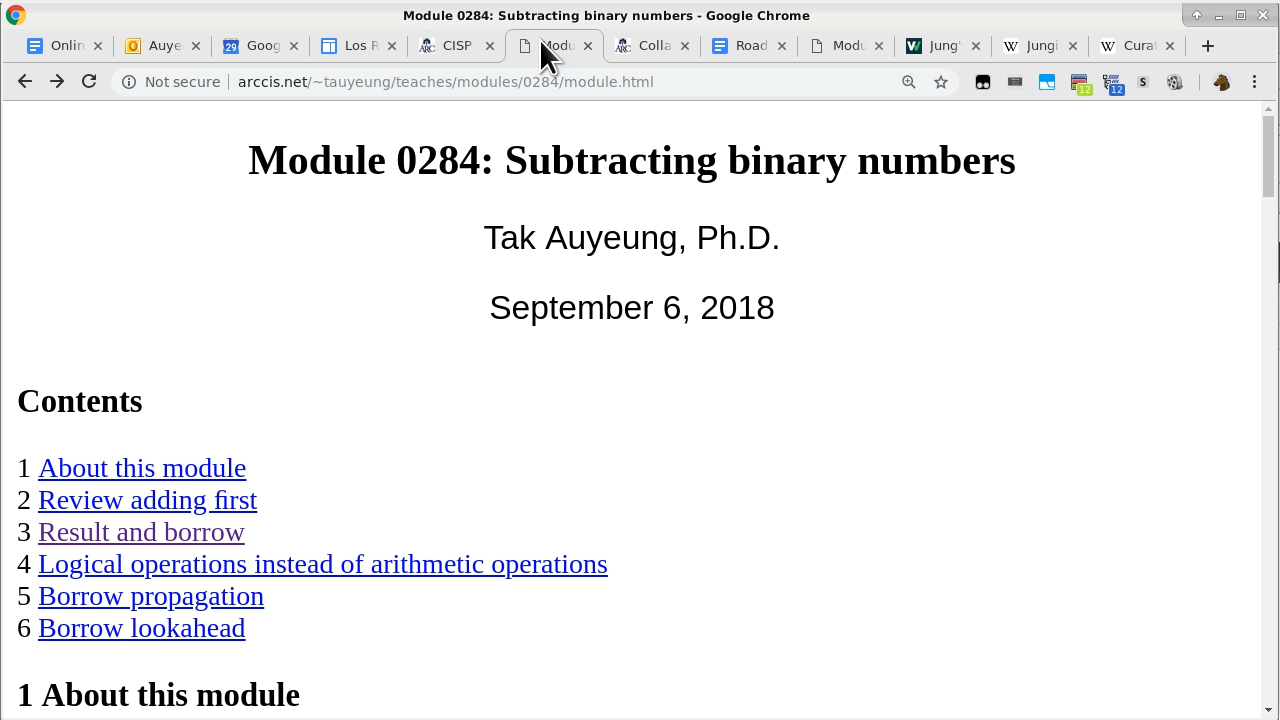 Module 0284: Subtracting binary numbers - Google Chrome
Onlin Auye Goog Los R CISP Modu Colla Road Modu Jung' Jungi Curar
Not secure arccis.net/~tauyeung/teaches/modules/0284/module.html 12 12 S
Module 0284: Subtracting binary numbers
Tak Auyeung, Ph.D.
September 6, 2018
Contents
1 About this module
2 Review adding first
3 Result and borrow
4 Logical operations instead of arithmetic operations
5 Borrow propagation
6 Borrow lookahead
1 About this module